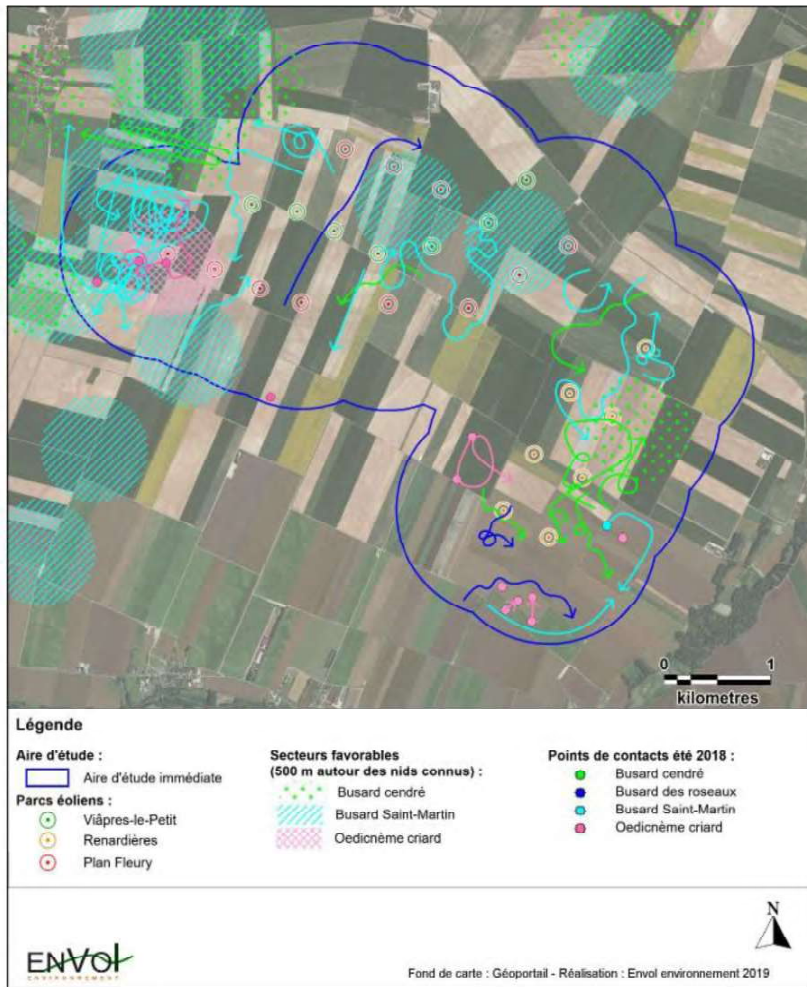 0 1
kilometres
Légende
Aire d'étude :
Aire d'étude immédiate
Parcs éoliens :
Viâpres-le-Petit
Renardières
Plan Fleury
Secteurs favorables
(500 m autour des nids connus) :
Busard cendré
Busard Saint-Martin
Oedicnème criard
Points de contacts été 2018 :
Busard cendré
Busard des roseaux
Busard Saint-Martin
Oedicnème criard
N
ENVOl
ENVIRONNEMENT
Fond de carte : Géoportail - Réalisation : Envol environnement 2019